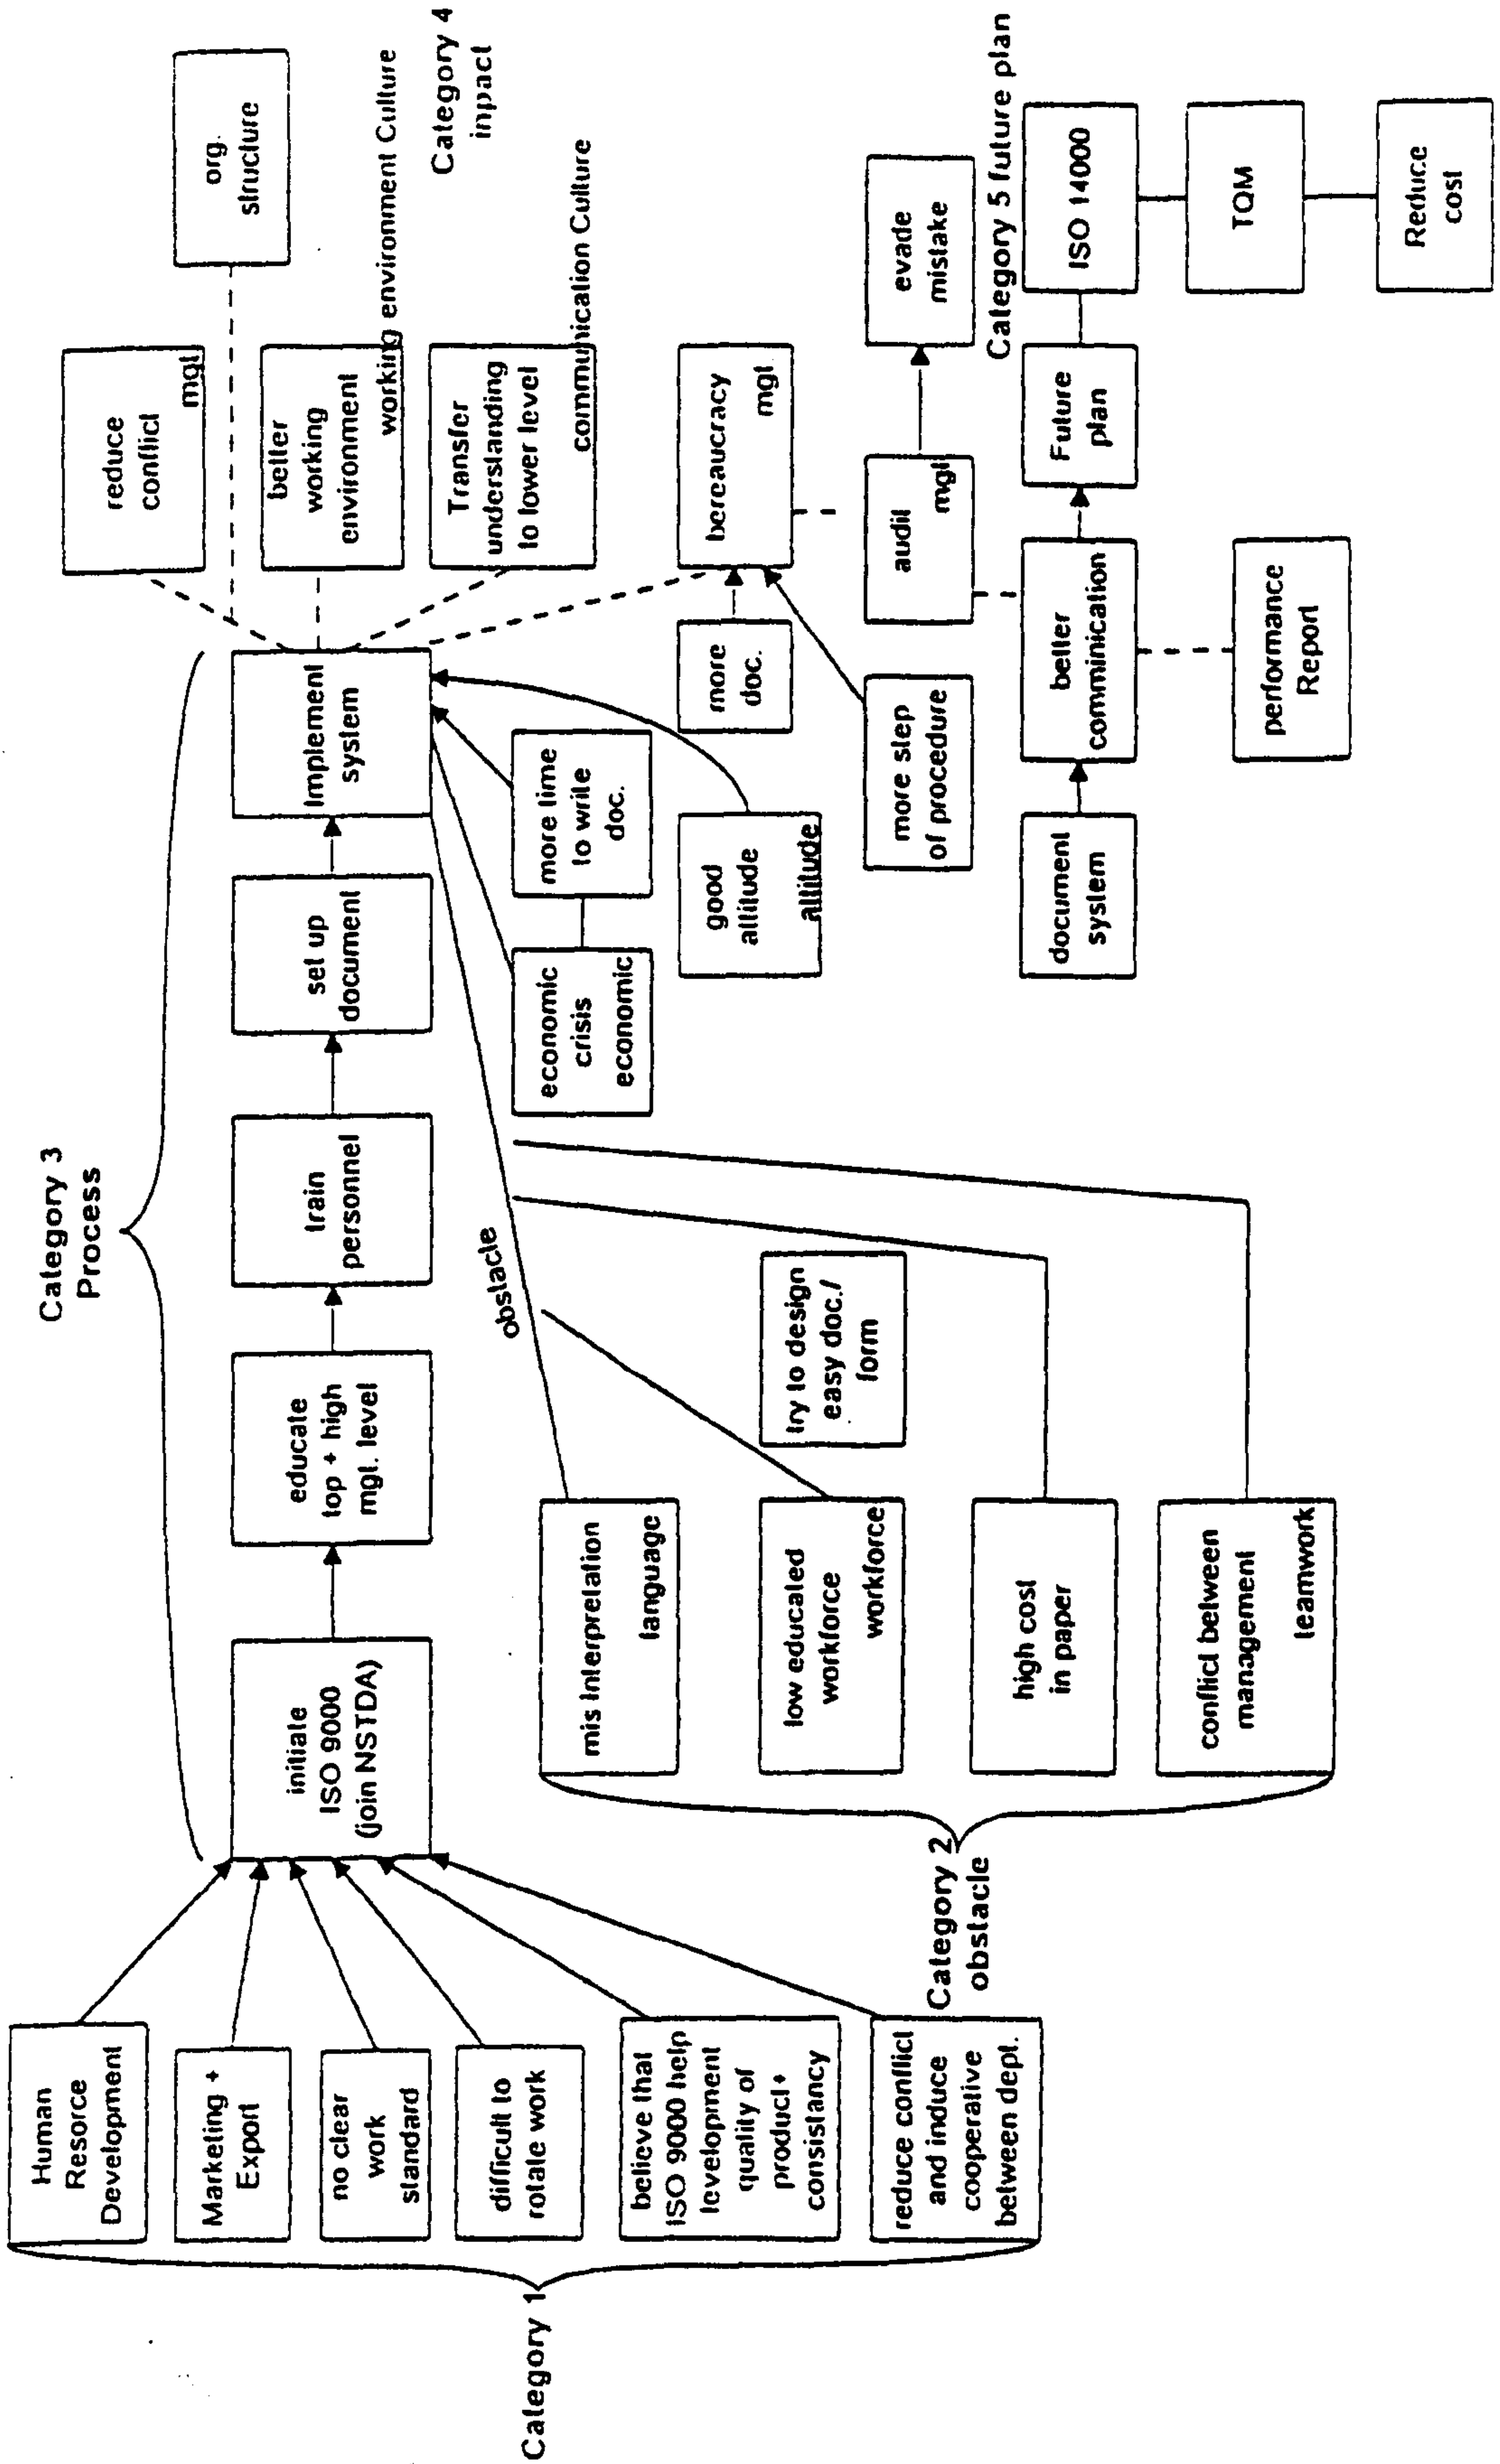 Category 3
Process
Category 1
Human
Resorce
Development
Marketing +
Export
no clear
work
standard
difficult to
rotate work
believe that
ISO 9000 help
levelopment
quality of
product+
consistancy
reduce conflict
and induce
cooperative
between dept.
initiate
ISO 9000
(join NSTDA)
educate
top + high
mgt. level
train
personnel
set up
document
Implement
system
reduce
conflict
mgt
org.
structure
better
working
environment
working environment Culture
Transfer
understanding
to lower level
communication Culture
Category 4
inpact
obstacle
economic
crisis
economic
more time
to write
doc.
good
attitude
attitude
more
doc.
bereaucracy
mgt
more step
of procedure
audit
mgt
evade
mistake
Category 2
obstacle
mis Interpretation
language
low educated
workforce
workforce
try to design
easy doc./
form
high cost
in paper
conflict between
management
teamwork
document
system
better
comminication
performance
Report
Category 5 future plan
Future
plan
ISO 14000
TQM
Reduce
cost